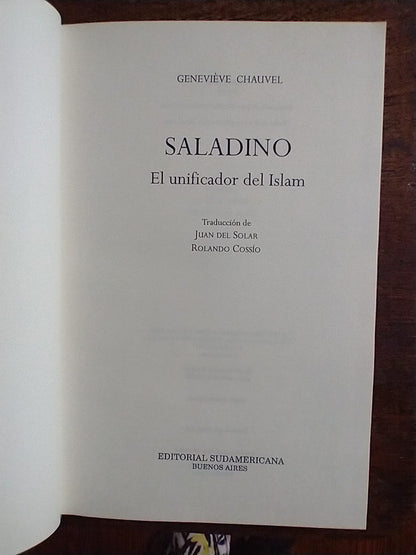 GENEVIÈVE CHAUVEL
SALADINO
El unificador del Islam
Traducción de
JUAN DEL SOLAR
ROLANDO COSSÍO
EDITORIAL SUDAMERICANA
BUENOS AIRES